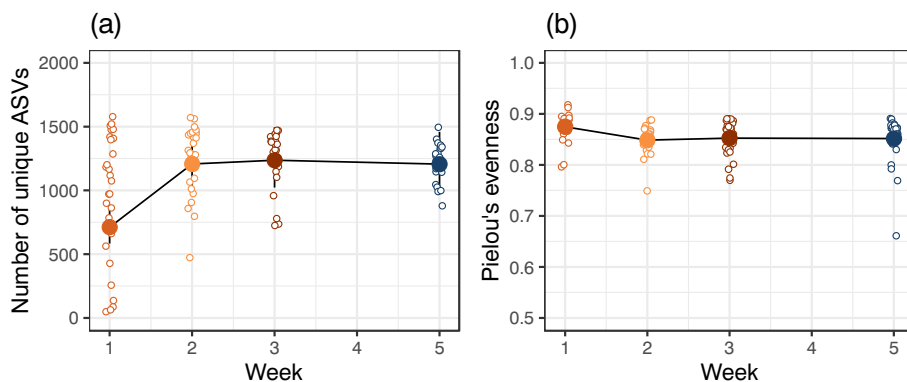 (a)
Number of unique ASVs
2000
1500
1000
500
0
1 2 3 4 5
Week
(b)
Pielou's evenness
1.0
0.9
0.8
0.7
0.6
0.5
1 2 3 4 5
Week